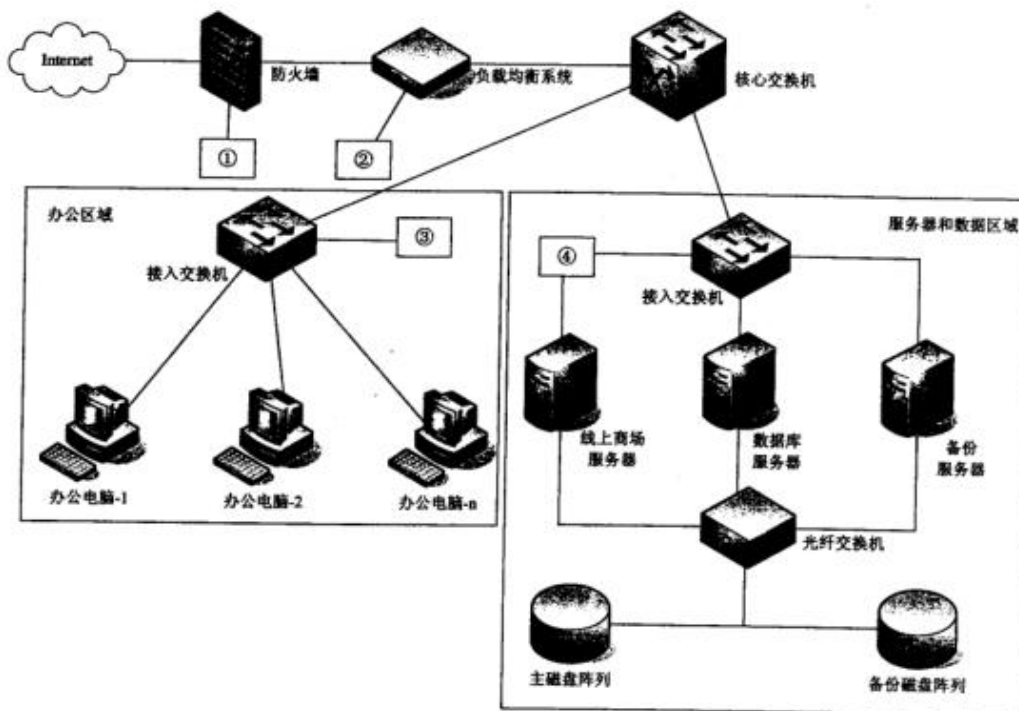 Internet
防火墙
负载均衡系统
核心交换机
①
②
办公区域
③
接入交换机
办公电脑-1
办公电脑-2
办公电脑-n
服务器和数据区域
④
接入交换机
线上商场
服务器
数据库
服务器
备份
服务器
光纤交换机
主磁盘阵列
备份磁盘阵列